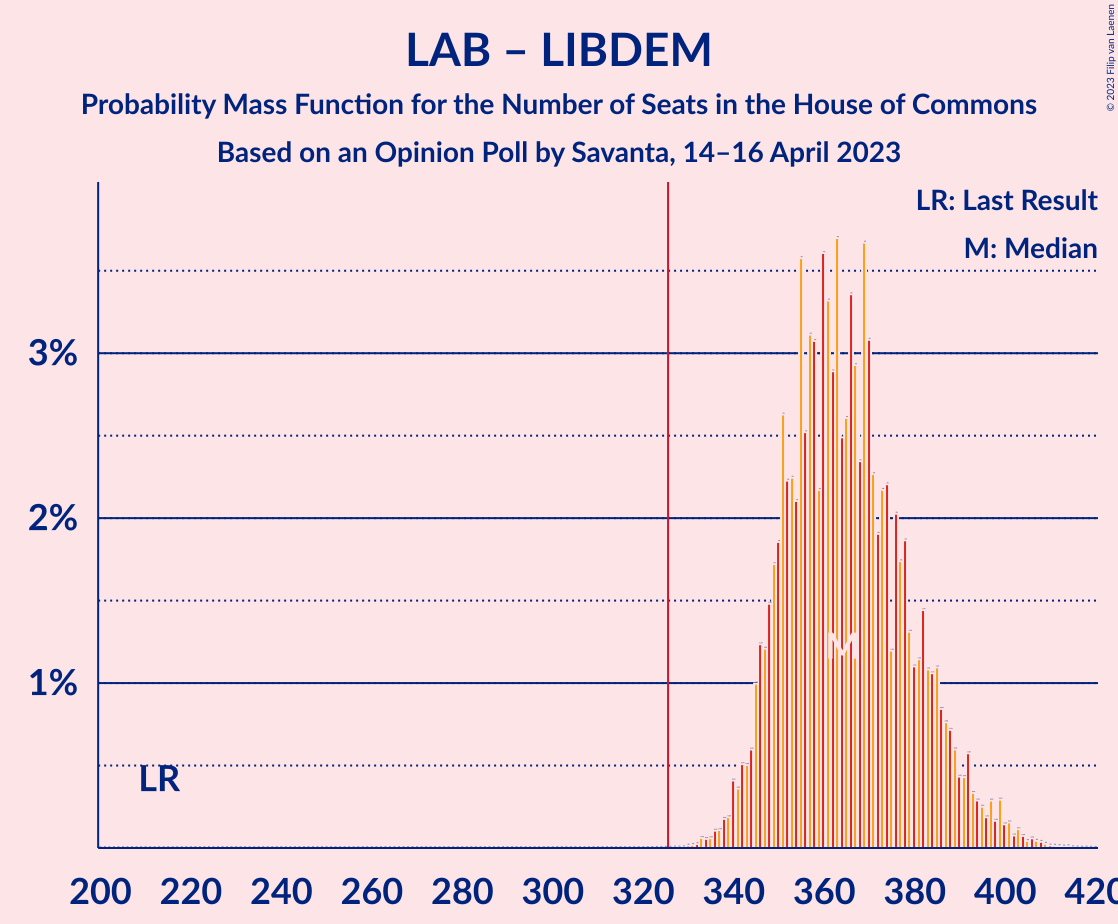 © 2023 Filip van Laenen
LAB – LIBDEM
Probability Mass Function for the Number of Seats in the House of Commons
Based on an Opinion Poll by Savanta, 14–16 April 2023
LR: Last Result
M: Median
3%
2%
1%
M
LR
200 220 240 260 280 300 320 340 360 380 400 420